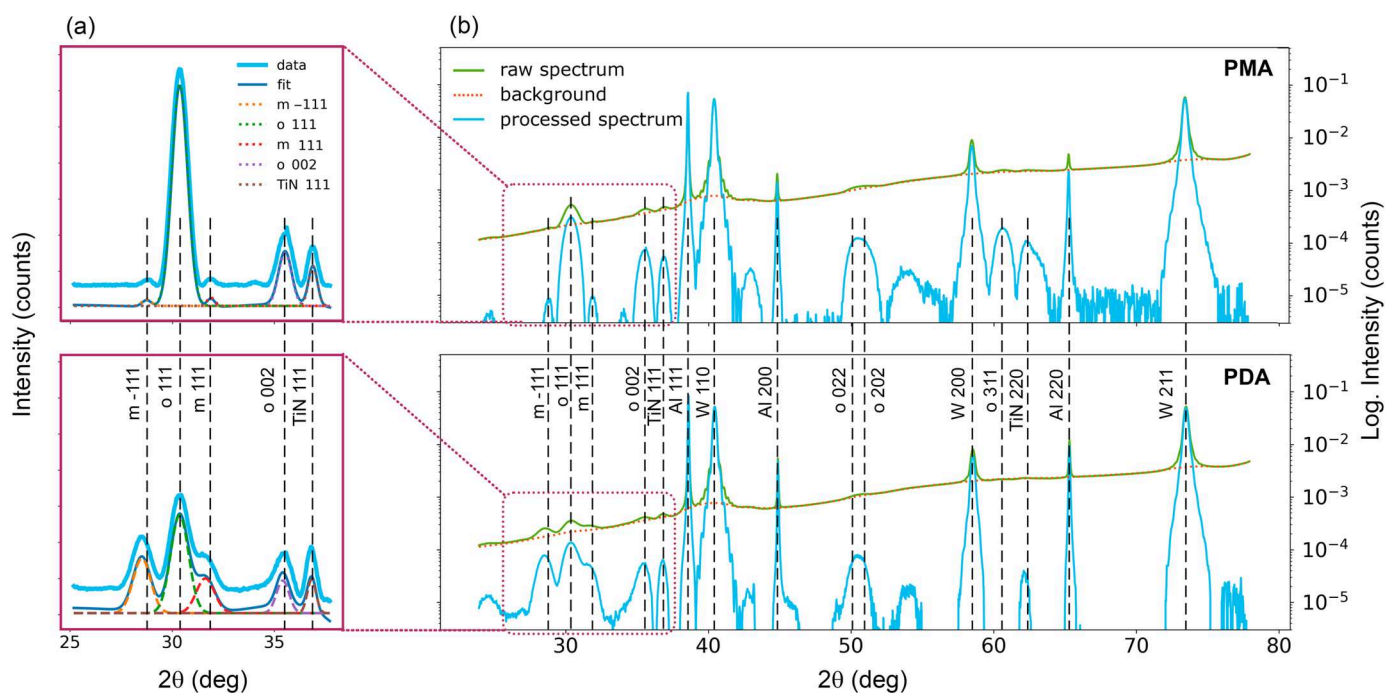 (a)
(b)
data
fit
m −111
o 111
m 111
o 002
TiN 111
raw spectrum
background
processed spectrum
PMA
10⁻¹
10⁻²
10⁻³
10⁻⁴
10⁻⁵
Intensity (counts)
Log. Intensity (counts)
m -111
o 111
m 111
o 002
TiN 111
m -111
o 111
m 111
o 002
TiN 111
Al 111
W 110
Al 200
o 022
o 202
W 200
o 311
TiN 220
Al 220
W 211
PDA
10⁻¹
10⁻²
10⁻³
10⁻⁴
10⁻⁵
25
30
35
30
40
50
60
70
80
2θ (deg)
2θ (deg)